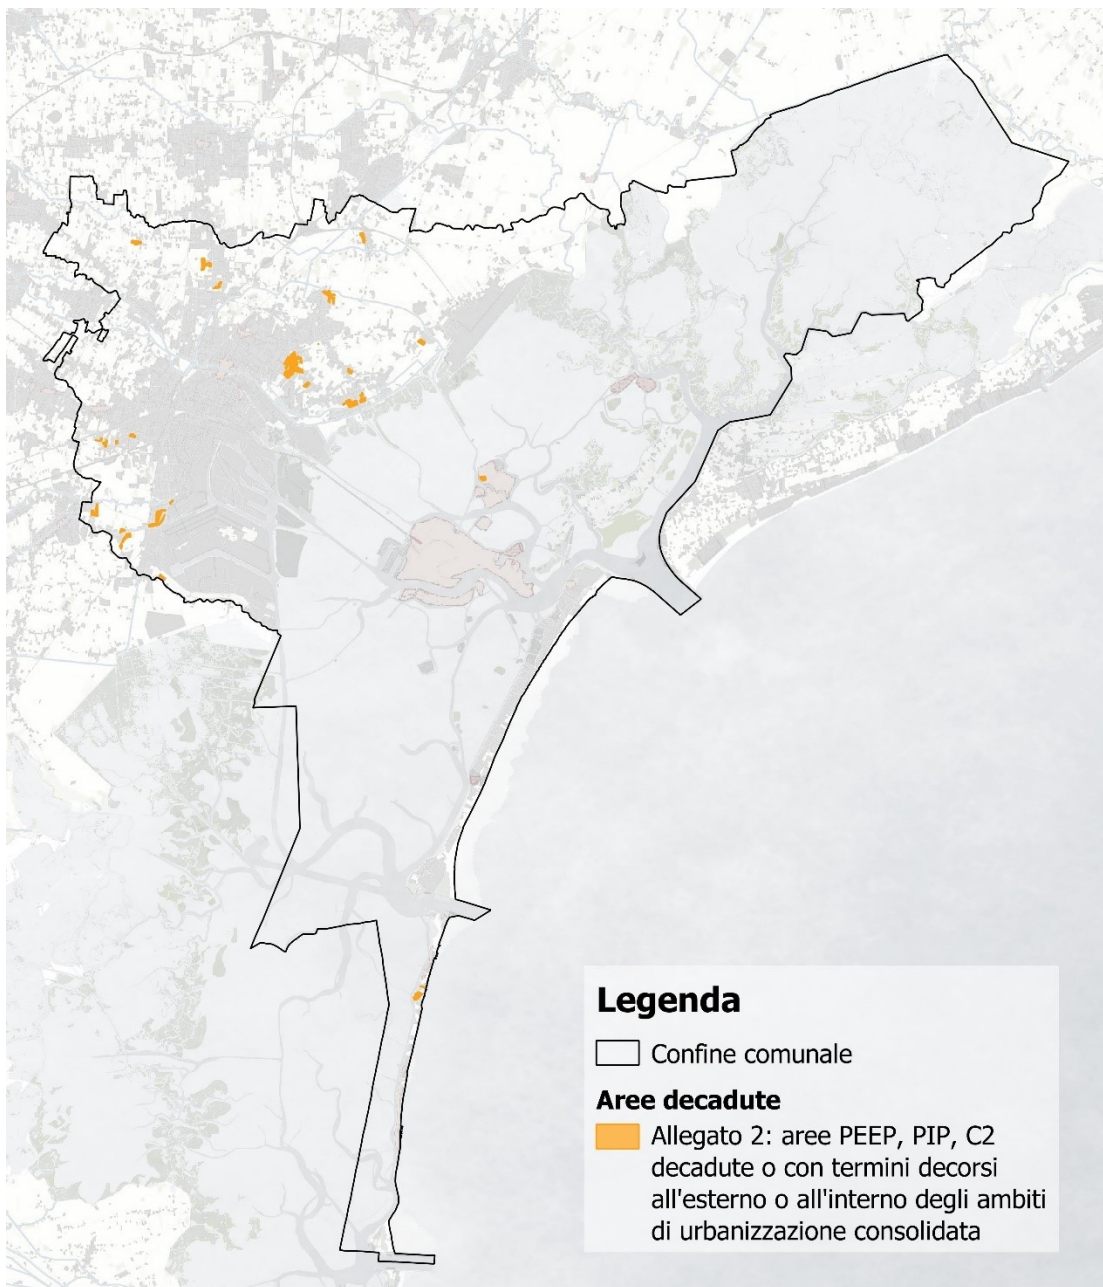 Legenda
Confine comunale
Aree decadute
Allegato 2: aree PEEP, PIP, C2
decadute o con termini decorsi
all'esterno o all'interno degli ambiti
di urbanizzazione consolidata